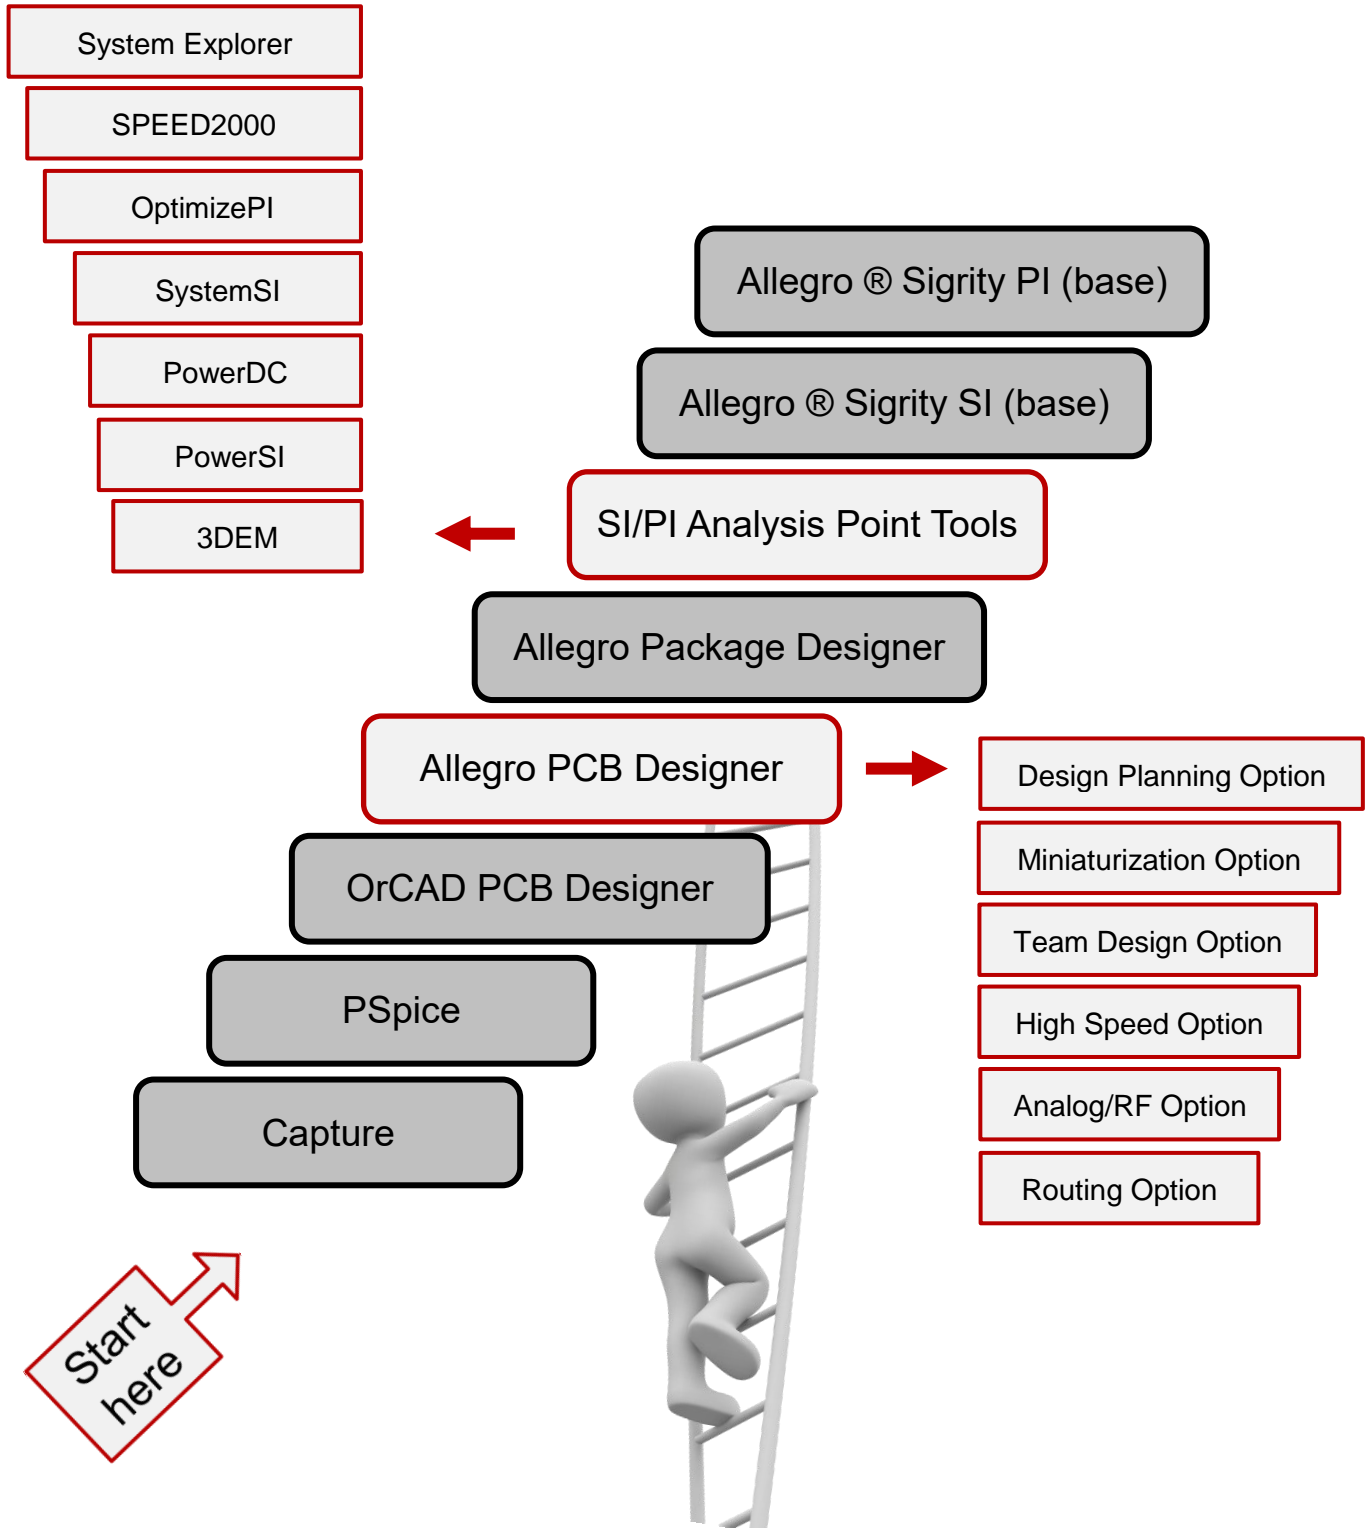 System Explorer
SPEED2000
OptimizePI
SystemSI
PowerDC
PowerSI
3DEM
Allegro ® Sigrity PI (base)
Allegro ® Sigrity SI (base)
SI/PI Analysis Point Tools
Allegro Package Designer
Allegro PCB Designer
OrCAD PCB Designer
PSpice
Capture
Design Planning Option
Miniaturization Option
Team Design Option
High Speed Option
Analog/RF Option
Routing Option
Start
here